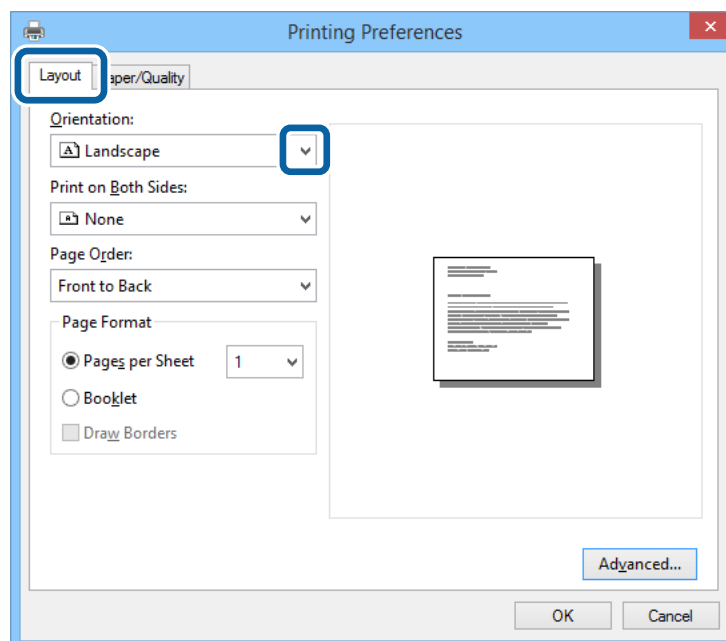 Printing Preferences
Layout
aper/Quality
Orientation:
A Landscape
Print on Both Sides:
None
Page Order:
Front to Back
Page Format
Pages per Sheet 1
Booklet
Draw Borders
Advanced...
OK Cancel